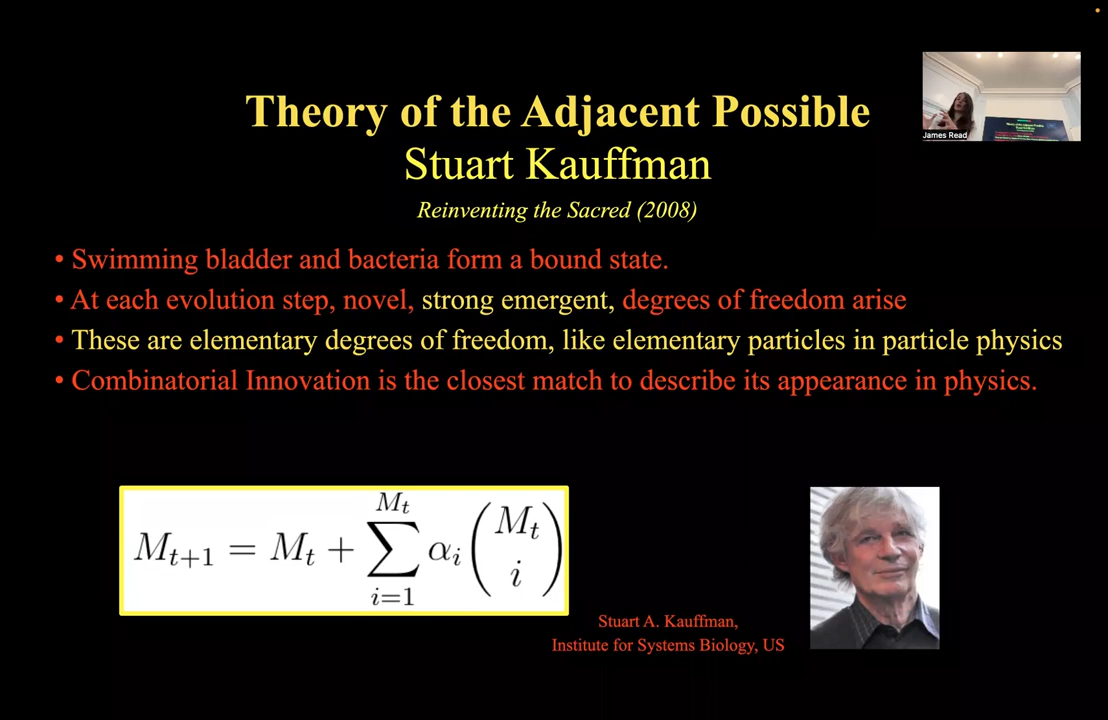 Theory of the Adjacent Possible
James Read
Stuart Kauffman
Reinventing the Sacred (2008)
• Swimming bladder and bacteria form a bound state.
• At each evolution step, novel, strong emergent, degrees of freedom arise
• These are elementary degrees of freedom, like elementary particles in particle physics
• Combinatorial Innovation is the closest match to describe its appearance in physics.
M_{t+1} = M_t + \sum_{i=1}^{M_t} \alpha_i \binom{M_t}{i}
Stuart A. Kauffman,
Institute for Systems Biology, US